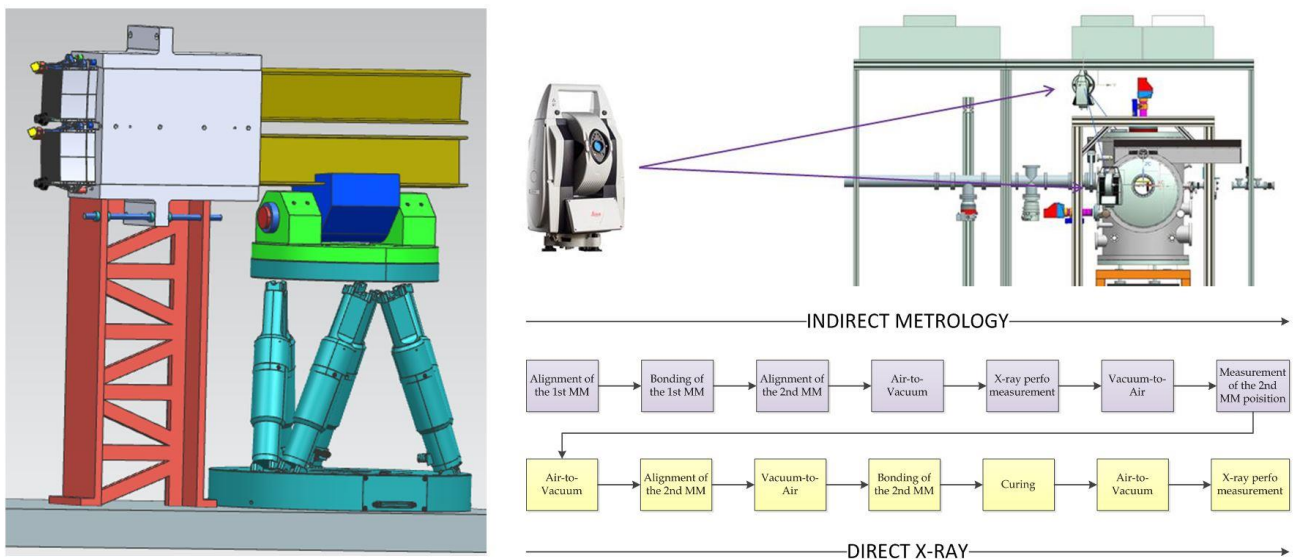 INDIRECT METROLOGY
Alignment of
the 1st MM
Bonding of
the 1st MM
Alignment of
the 2nd MM
Air-to-
Vacuum
X-ray perfo
measurement
Vacuum-to-
Air
Measurement
of the 2nd
MM poisition
Air-to-
Vacuum
Alignment of
the 2nd MM
Vacuum-to-
Air
Bonding of
the 2nd MM
Curing
Air-to-
Vacuum
X-ray perfo
measurement
DIRECT X-RAY